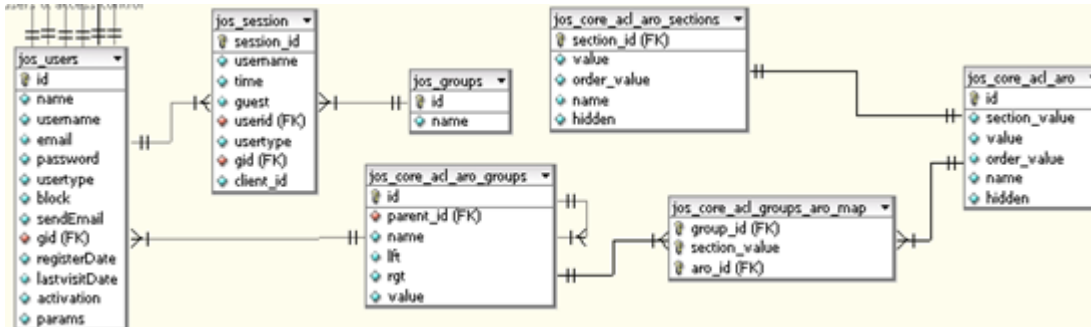 users & access control
jos_users
id
name
username
email
password
usertype
block
sendEmail
gid (FK)
registerDate
lastvisitDate
activation
params
jos_session
session_id
username
time
guest
userid (FK)
usertype
gid (FK)
client_id
jos_groups
id
name
jos_core_acl_aro_sections
section_id (FK)
value
order_value
name
hidden
jos_core_acl_aro
id
section_value
value
order_value
name
hidden
jos_core_acl_aro_groups
id
parent_id (FK)
name
lft
rgt
value
jos_core_acl_groups_aro_map
group_id (FK)
section_value
aro_id (FK)